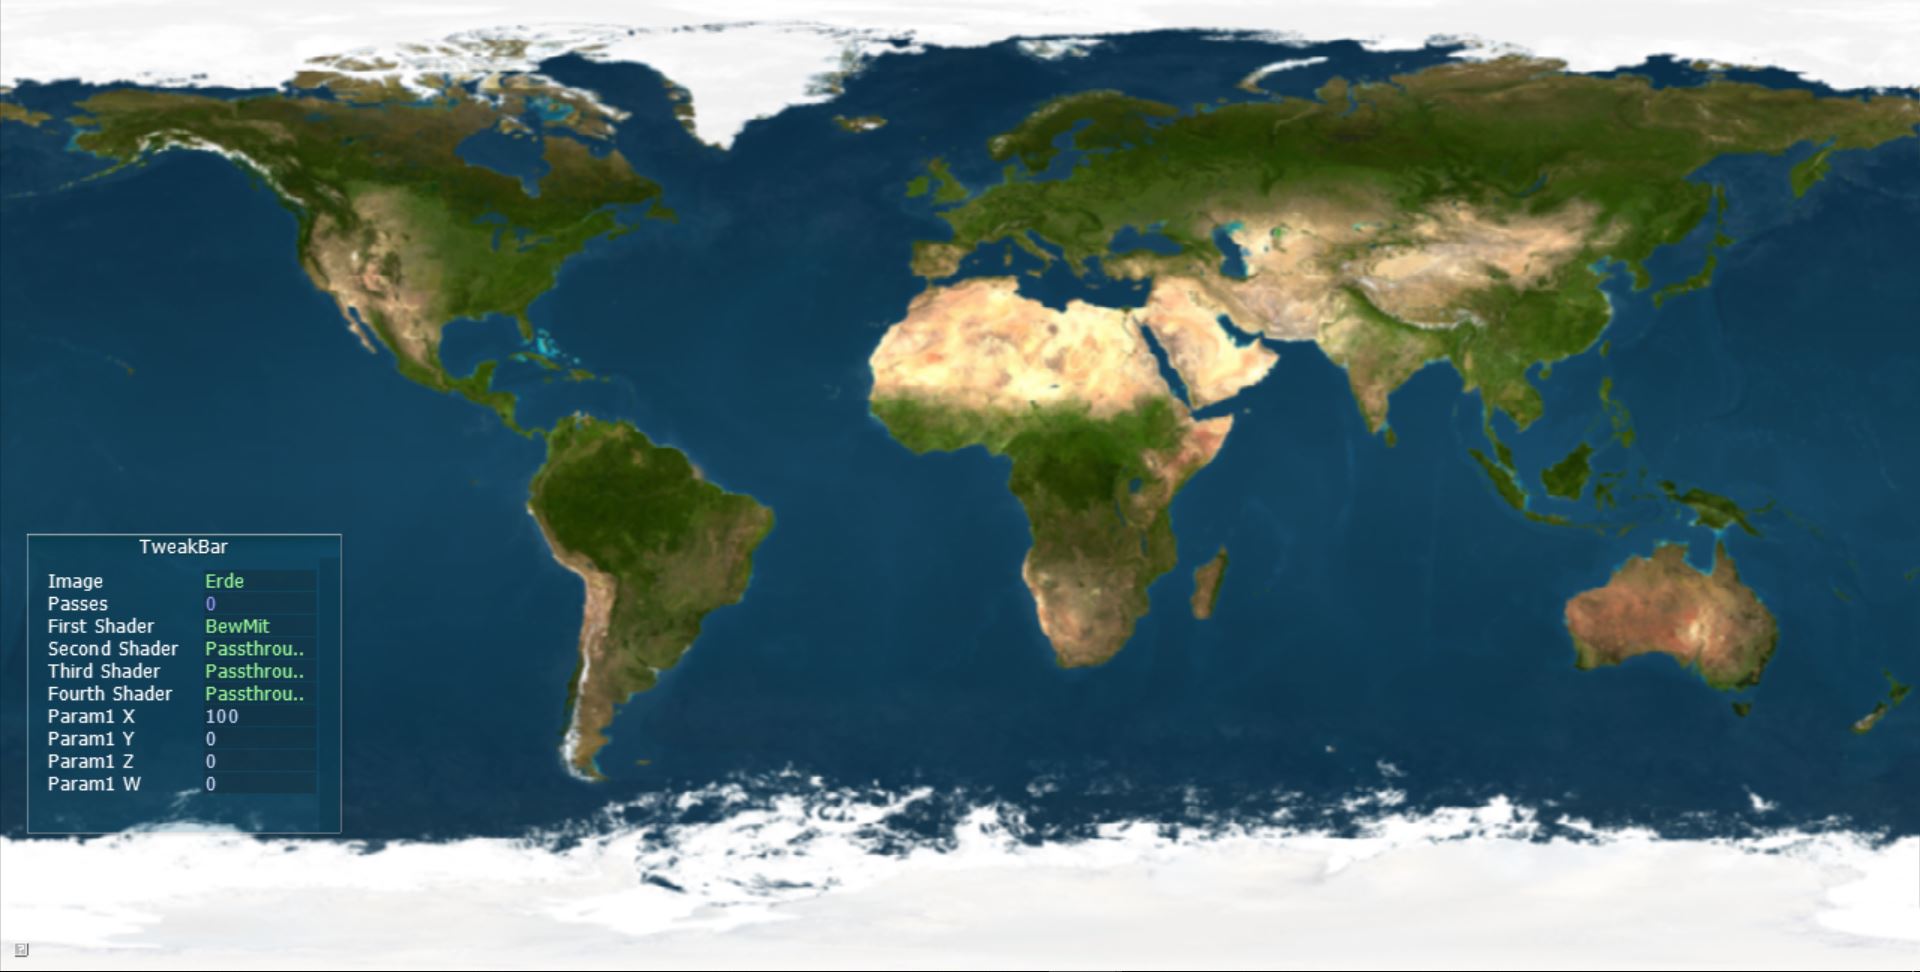 TweakBar
Image Erde
Passes 0
First Shader BewMit
Second Shader Passthrou..
Third Shader Passthrou..
Fourth Shader Passthrou..
Param1 X 100
Param1 Y 0
Param1 Z 0
Param1 W 0
?